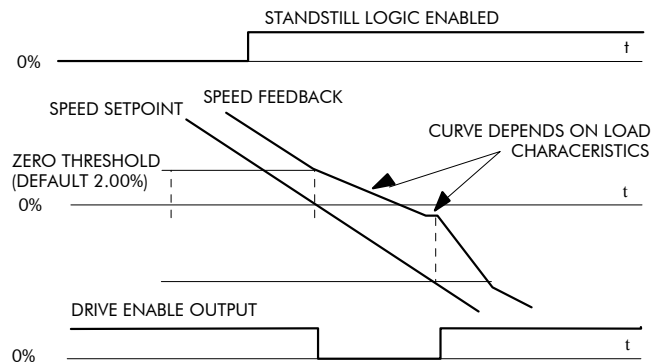 STANDSTILL LOGIC ENABLED
t
0%
SPEED FEEDBACK
SPEED SETPOINT
CURVE DEPENDS ON LOAD
CHARACERISTICS
ZERO THRESHOLD
(DEFAULT 2.00%)
t
0%
DRIVE ENABLE OUTPUT
t
0%